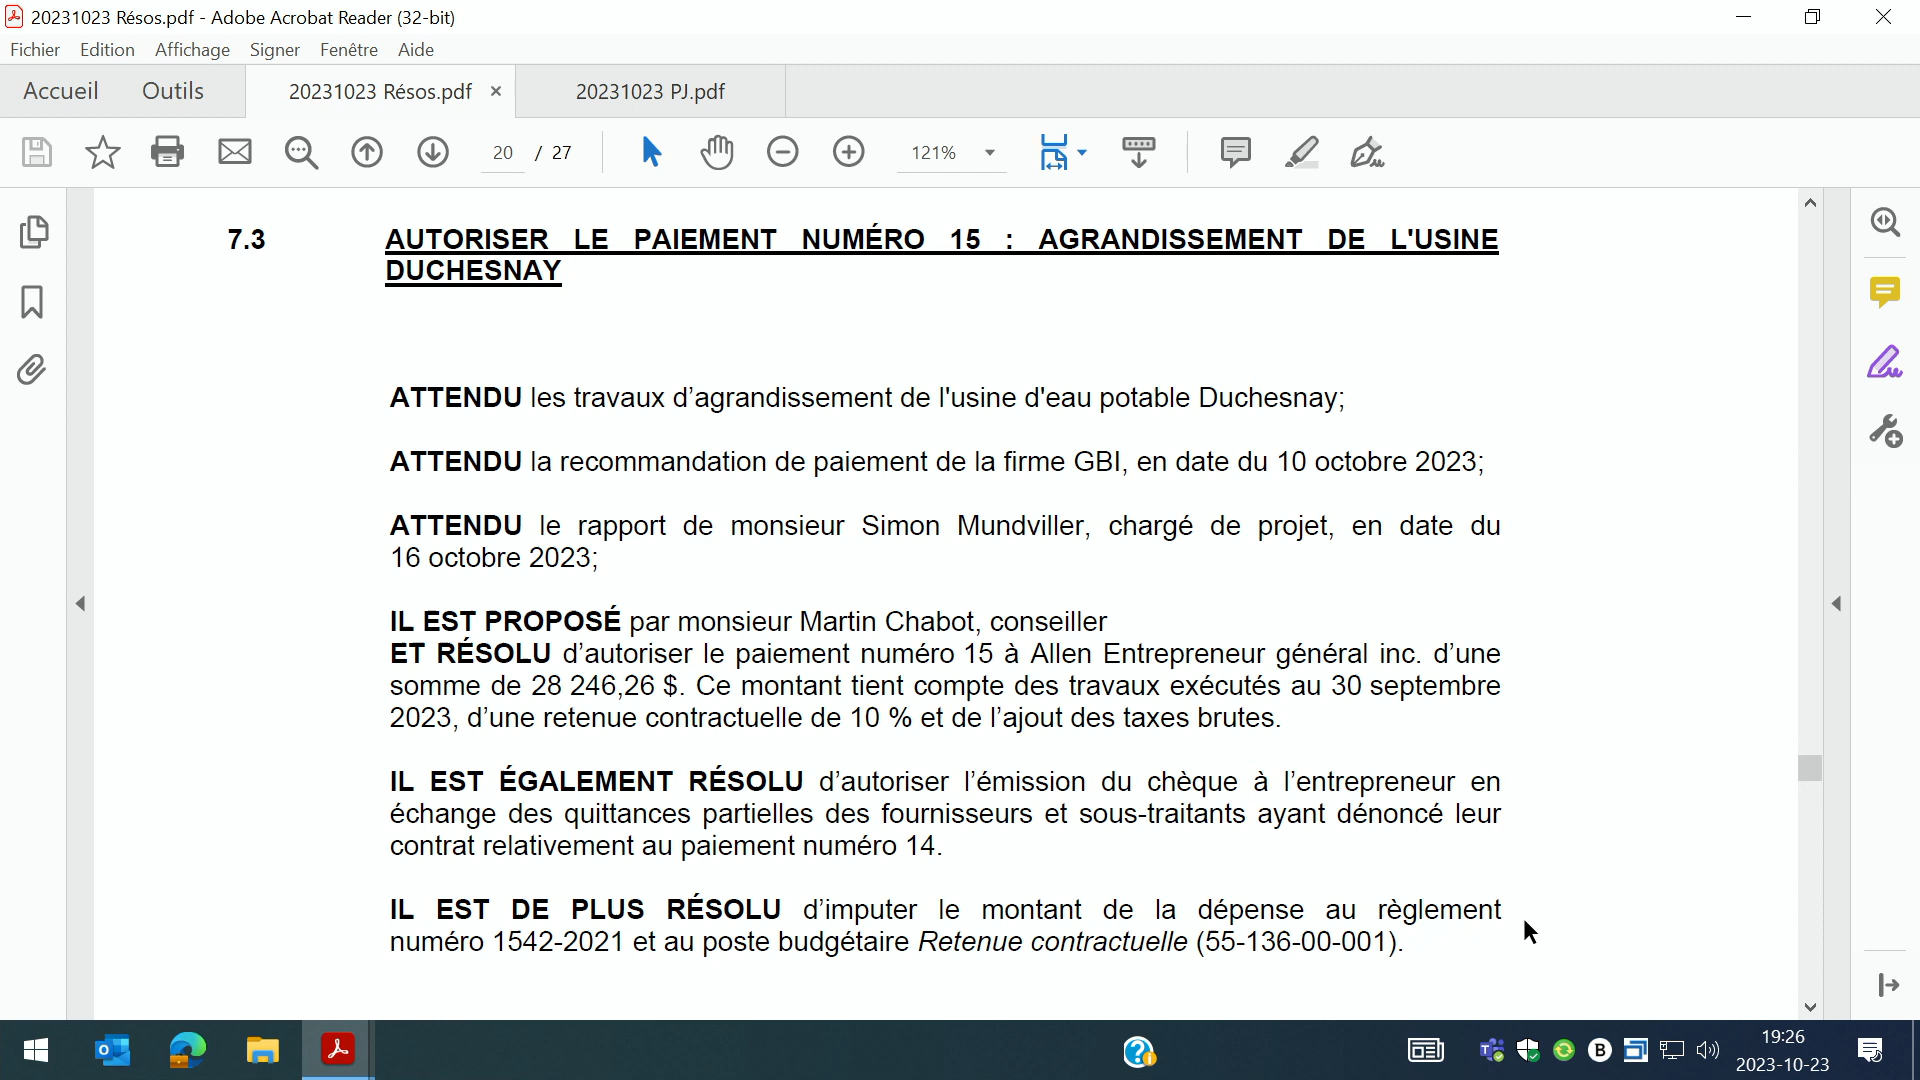 20231023 Résos.pdf - Adobe Acrobat Reader (32-bit)
Fichier Edition Affichage Signer Fenêtre Aide
Accueil Outils 20231023 Résos.pdf × 20231023 PJ.pdf
20 / 27 121%
7.3 AUTORISER LE PAIEMENT NUMÉRO 15 : AGRANDISSEMENT DE L'USINE
DUCHESNAY
ATTENDU les travaux d’agrandissement de l'usine d'eau potable Duchesnay;
ATTENDU la recommandation de paiement de la firme GBI, en date du 10 octobre 2023;
ATTENDU le rapport de monsieur Simon Mundviller, chargé de projet, en date du
16 octobre 2023;
IL EST PROPOSÉ par monsieur Martin Chabot, conseiller
ET RÉSOLU d’autoriser le paiement numéro 15 à Allen Entrepreneur général inc. d’une
somme de 28 246,26 $. Ce montant tient compte des travaux exécutés au 30 septembre
2023, d’une retenue contractuelle de 10 % et de l’ajout des taxes brutes.
IL EST ÉGALEMENT RÉSOLU d’autoriser l’émission du chèque à l’entrepreneur en
échange des quittances partielles des fournisseurs et sous-traitants ayant dénoncé leur
contrat relativement au paiement numéro 14.
IL EST DE PLUS RÉSOLU d’imputer le montant de la dépense au règlement
numéro 1542-2021 et au poste budgétaire Retenue contractuelle (55-136-00-001).
19:26
2023-10-23